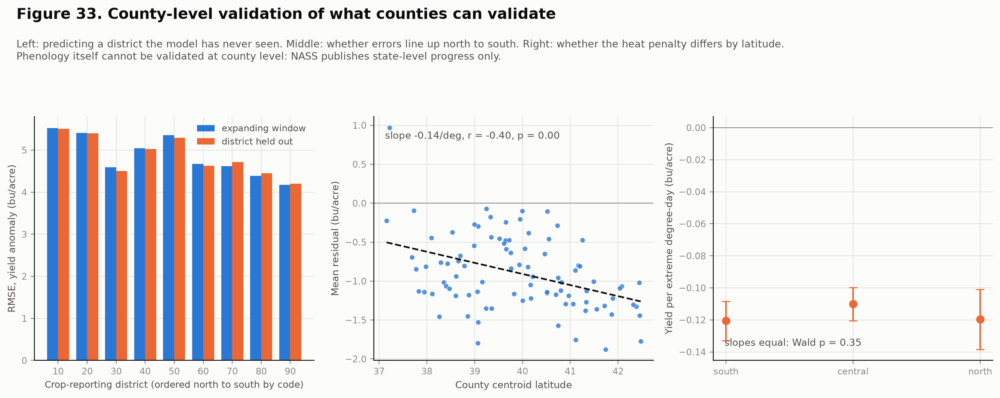 Figure 33. County-level validation of what counties can validate
Left: predicting a district the model has never seen. Middle: whether errors line up north to south. Right: whether the heat penalty differs by latitude.
Phenology itself cannot be validated at county level: NASS publishes state-level progress only.
RMSE, yield anomaly (bu/acre)
5
4
3
2
1
0
expanding window
district held out
10 20 30 40 50 60 70 80 90
Crop-reporting district (ordered north to south by code)
Mean residual (bu/acre)
1.0
0.5
0.0
−0.5
−1.0
−1.5
−2.0
slope -0.14/deg, r = -0.40, p = 0.00
37 38 39 40 41 42
County centroid latitude
Yield per extreme degree-day (bu/acre)
0.00
−0.02
−0.04
−0.06
−0.08
−0.10
−0.12
−0.14
slopes equal: Wald p = 0.35
south central north